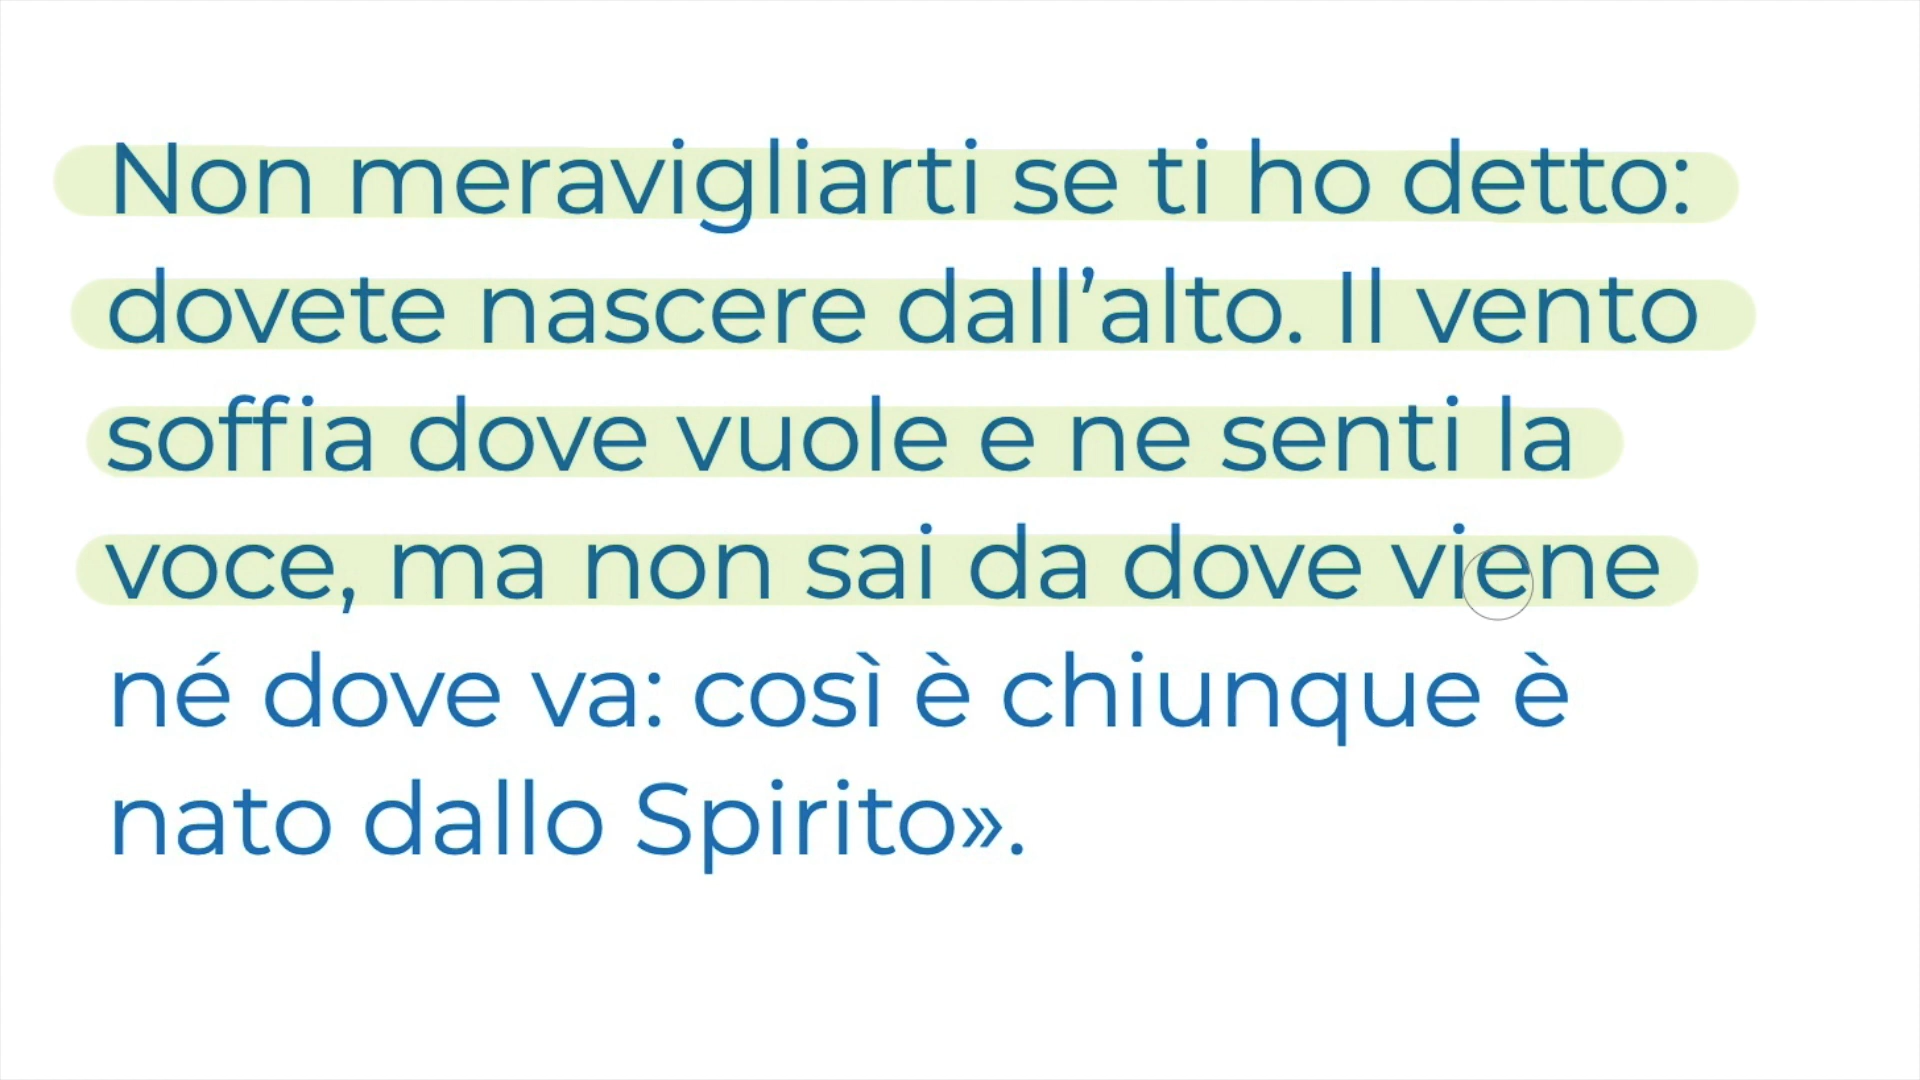 Non meravigliarti se ti ho detto:
dovete nascere dall’alto. Il vento
soffia dove vuole e ne senti la
voce, ma non sai da dove viene
né dove va: così è chiunque è
nato dallo Spirito».